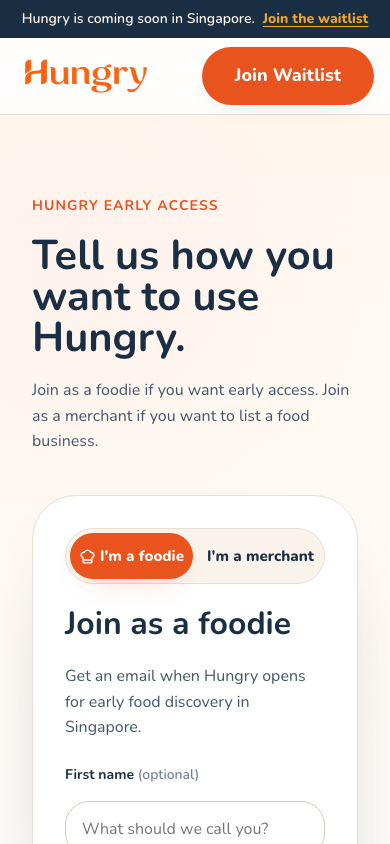 Hungry is coming soon in Singapore. Join the waitlist
Hungry
Join Waitlist
HUNGRY EARLY ACCESS
Tell us how you
want to use
Hungry.
Join as a foodie if you want early access. Join
as a merchant if you want to list a food
business.
I'm a foodie
I'm a merchant
Join as a foodie
Get an email when Hungry opens
for early food discovery in
Singapore.
First name (optional)
What should we call you?